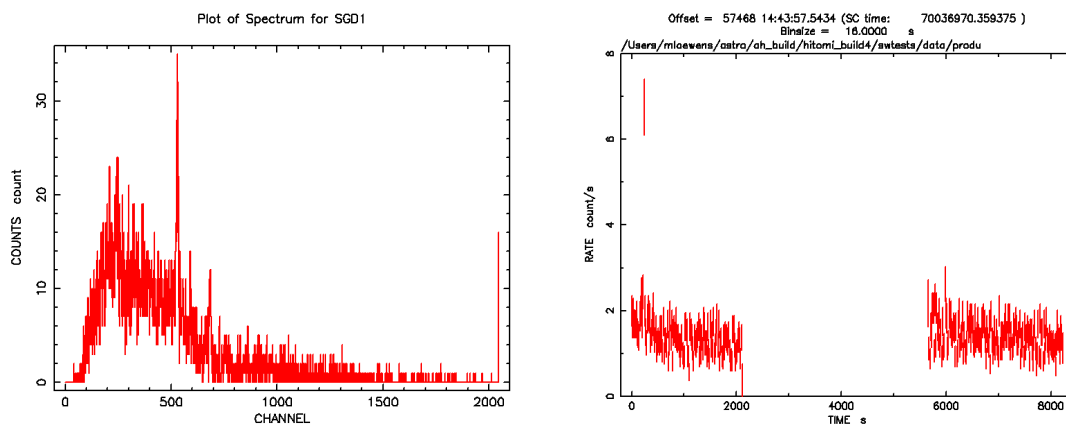 Plot of Spectrum for SGD1
COUNTS count
0
10
20
30
0
500
1000
1500
2000
CHANNEL
Offset = 57468 14:43:57.5434 (SC time: 70036970.359375 )
Binsize = 16.0000 s
/Users/mloewens/astro/ah_build/hitomi_build4/swtests/data/produ
RATE count/s
0
2
4
6
8
0
2000
4000
6000
8000
TIME s